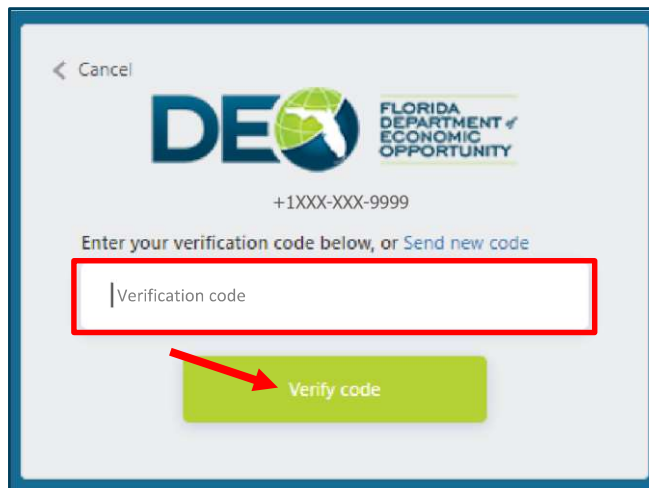 Cancel
DEO
FLORIDA
DEPARTMENT of
ECONOMIC
OPPORTUNITY
+1XXX-XXX-9999
Enter your verification code below, or Send new code
Verification code
Verify code